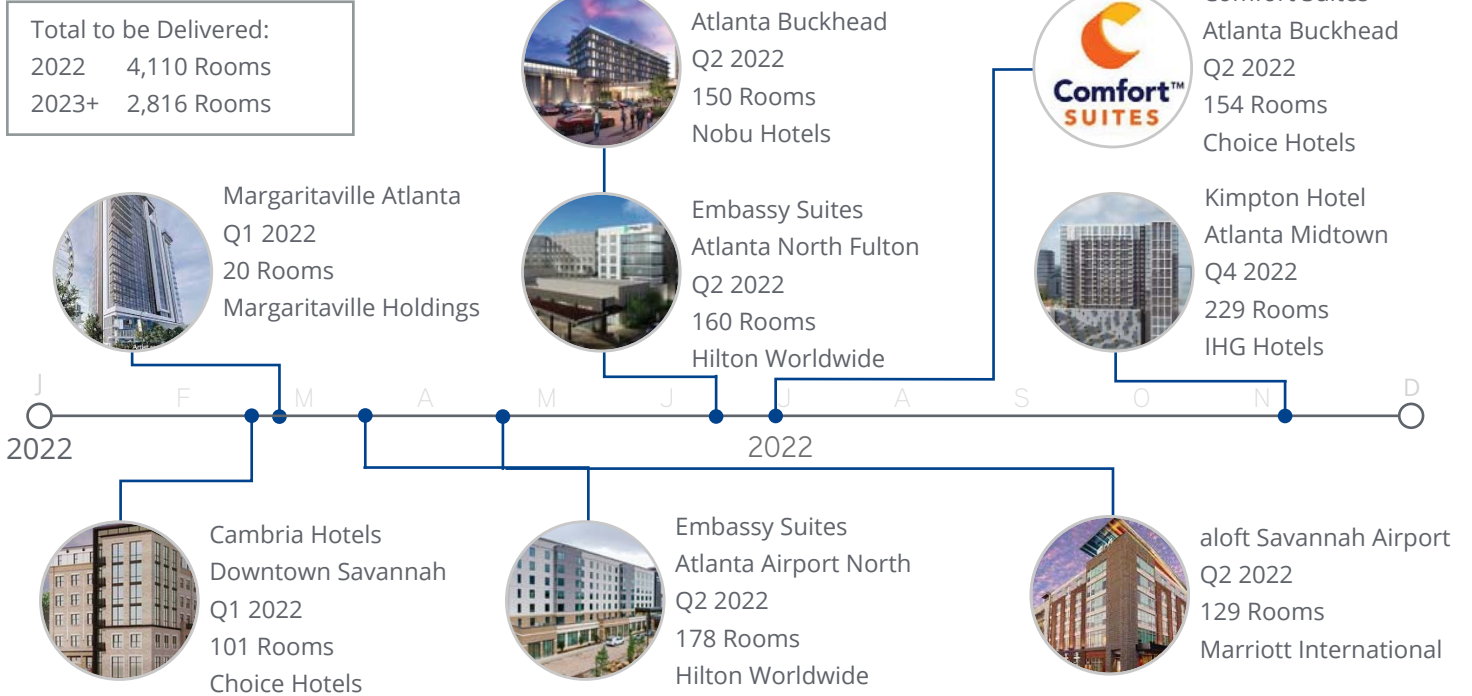 Total to be Delivered:
2022 4,110 Rooms
2023+ 2,816 Rooms
Atlanta Buckhead
Q2 2022
150 Rooms
Nobu Hotels
Comfort™
SUITES
Comfort Suites
Atlanta Buckhead
Q2 2022
154 Rooms
Choice Hotels
Margaritaville Atlanta
Q1 2022
20 Rooms
Margaritaville Holdings
Embassy Suites
Atlanta North Fulton
Q2 2022
160 Rooms
Hilton Worldwide
Kimpton Hotel
Atlanta Midtown
Q4 2022
229 Rooms
IHG Hotels
J F M A M J J A S O N D
2022
2022
Cambria Hotels
Downtown Savannah
Q1 2022
101 Rooms
Choice Hotels
Embassy Suites
Atlanta Airport North
Q2 2022
178 Rooms
Hilton Worldwide
aloft Savannah Airport
Q2 2022
129 Rooms
Marriott International